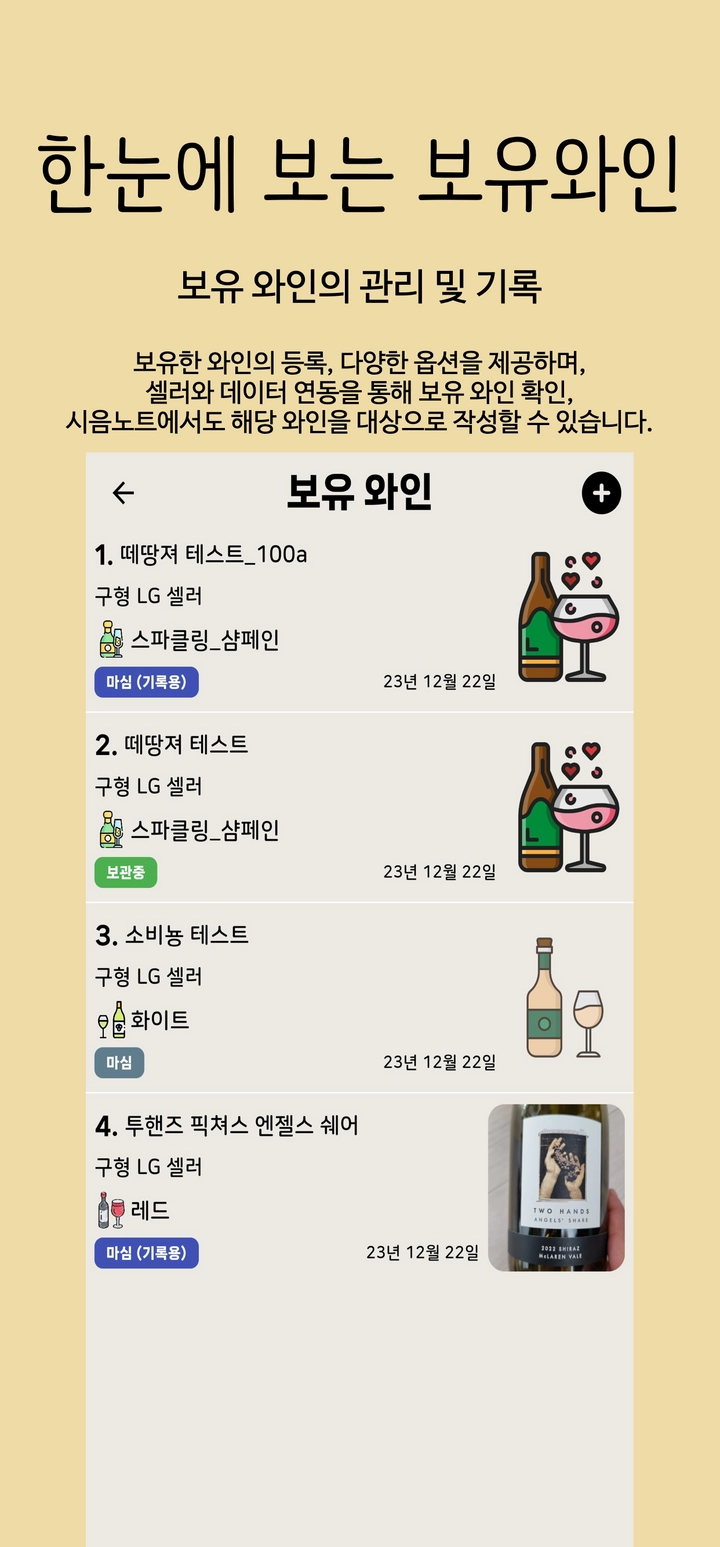 한눈에 보는 보유와인
보유 와인의 관리 및 기록
보유한 와인의 등록, 다양한 옵션을 제공하며,
셀러와 데이터 연동을 통해 보유 와인 확인,
시음노트에서도 해당 와인을 대상으로 작성할 수 있습니다.
보유 와인
1. 떼땅져 테스트_100a
구형 LG 셀러
스파클링_샴페인
마심 (기록용)
23년 12월 22일
2. 떼땅져 테스트
구형 LG 셀러
스파클링_샴페인
보관중
23년 12월 22일
3. 소비뇽 테스트
구형 LG 셀러
화이트
마심
23년 12월 22일
4. 투핸즈 픽쳐스 엔젤스 쉐어
구형 LG 셀러
레드
마심 (기록용)
23년 12월 22일
TWO HANDS
ANGELS' SHARE
2022 SHIRAZ
McLAREN VALE